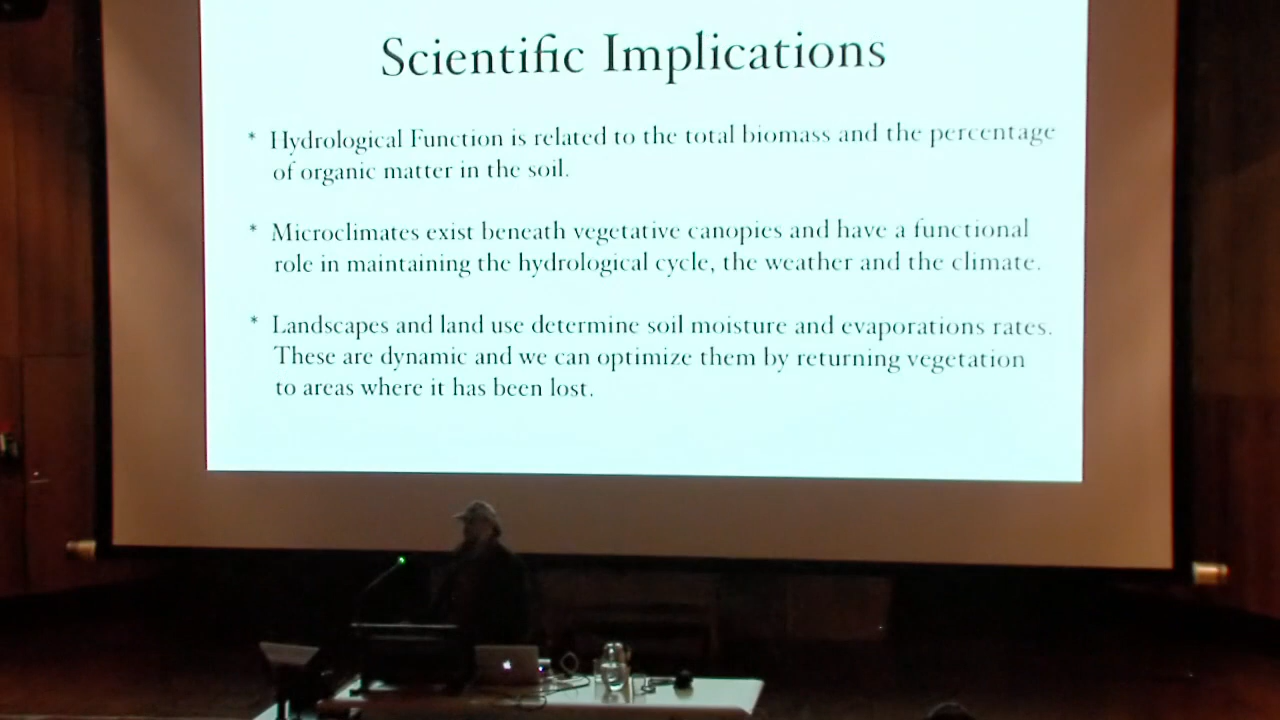 Scientific Implications
* Hydrological Function is related to the total biomass and the percentage
of organic matter in the soil.
* Microclimates exist beneath vegetative canopies and have a functional
role in maintaining the hydrological cycle, the weather and the climate.
* Landscapes and land use determine soil moisture and evaporations rates.
These are dynamic and we can optimize them by returning vegetation
to areas where it has been lost.